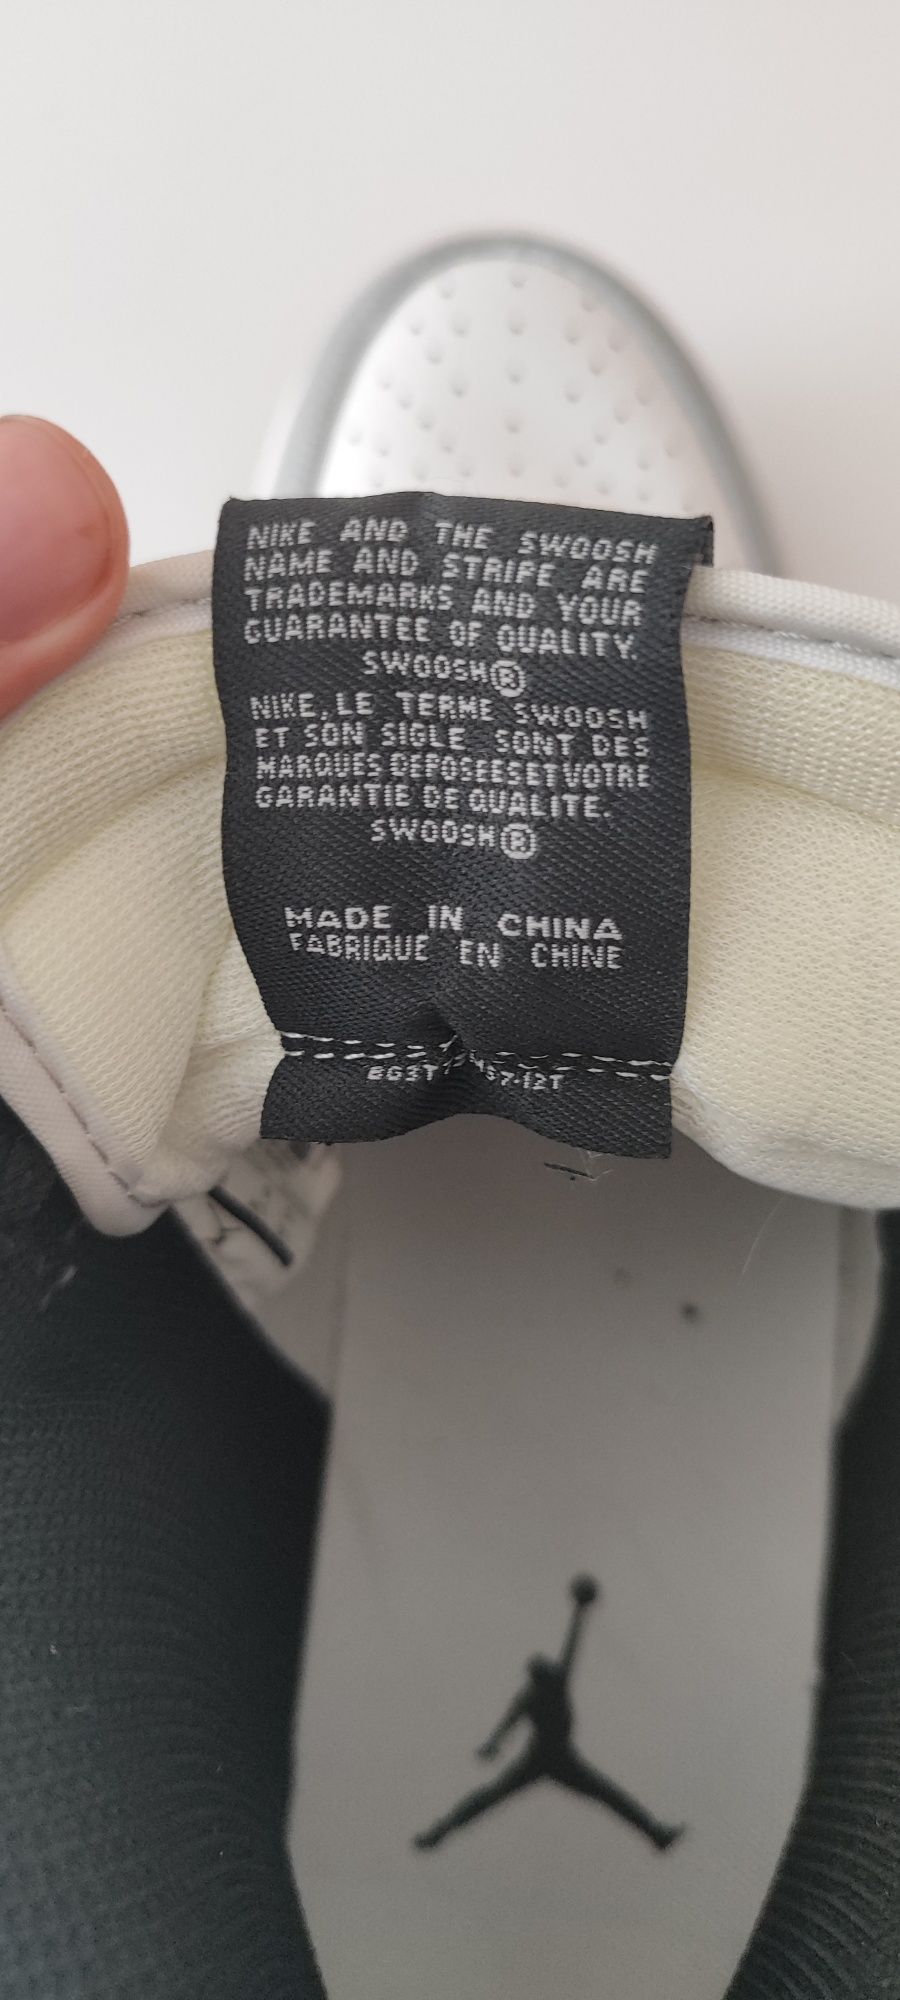 NIKE AND THE SWOOSH
NAME AND STRIPE ARE
TRADEMARKS AND YOUR
GUARANTEE OF QUALITY.
SWOOSH®
NIKE, LE TERME SWOOSH
ET SON SIGLE SONT DES
MARQUES DEPOSEES ET VOTRE
GARANTIE DE QUALITE.
SWOOSH®
MADE IN CHINA
FABRIQUE EN CHINE